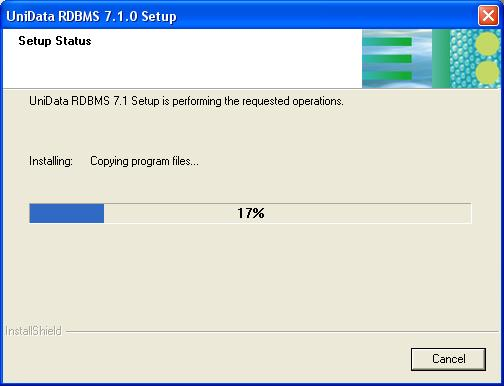 UniData RDBMS 7.1.0 Setup
Setup Status
UniData RDBMS 7.1 Setup is performing the requested operations.
Installing: Copying program files...
17%
InstallShield
Cancel